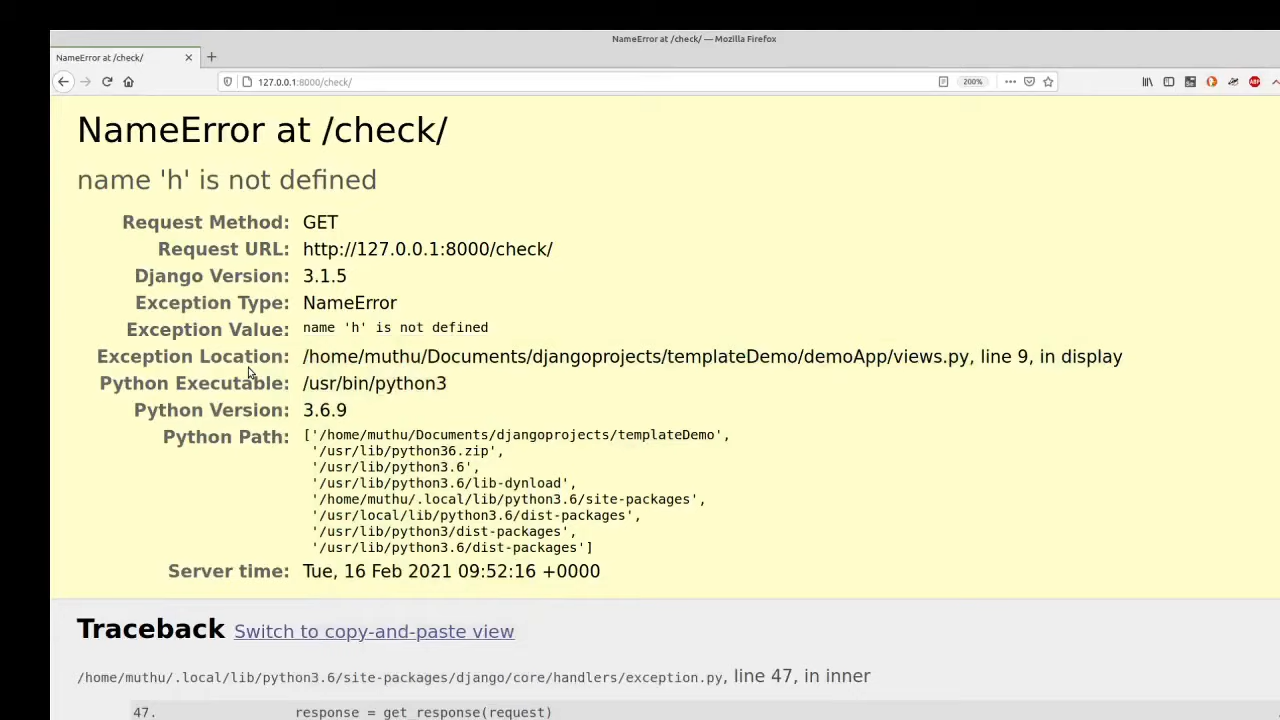 NameError at /check/ — Mozilla Firefox
NameError at /check/
127.0.0.1:8000/check/
200%
ABP
NameError at /check/
name 'h' is not defined
Request Method: GET
Request URL: http://127.0.0.1:8000/check/
Django Version: 3.1.5
Exception Type: NameError
Exception Value: name 'h' is not defined
Exception Location: /home/muthu/Documents/djangoprojects/templateDemo/demoApp/views.py, line 9, in display
Python Executable: /usr/bin/python3
Python Version: 3.6.9
Python Path: ['/home/muthu/Documents/djangoprojects/templateDemo',
'/usr/lib/python36.zip',
'/usr/lib/python3.6',
'/usr/lib/python3.6/lib-dynload',
'/home/muthu/.local/lib/python3.6/site-packages',
'/usr/local/lib/python3.6/dist-packages',
'/usr/lib/python3/dist-packages',
'/usr/lib/python3.6/dist-packages']
Server time: Tue, 16 Feb 2021 09:52:16 +0000
Traceback Switch to copy-and-paste view
/home/muthu/.local/lib/python3.6/site-packages/django/core/handlers/exception.py, line 47, in inner
47. response = get_response(request)